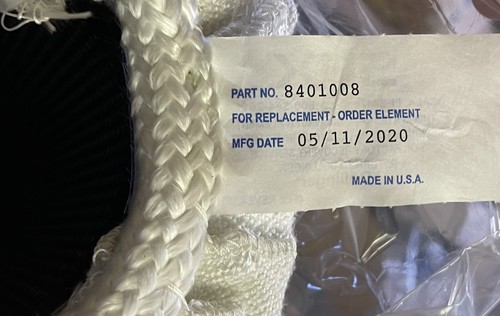 PART NO. 8401008
FOR REPLACEMENT - ORDER ELEMENT
MFG DATE 05/11/2020
MADE IN U.S.A.